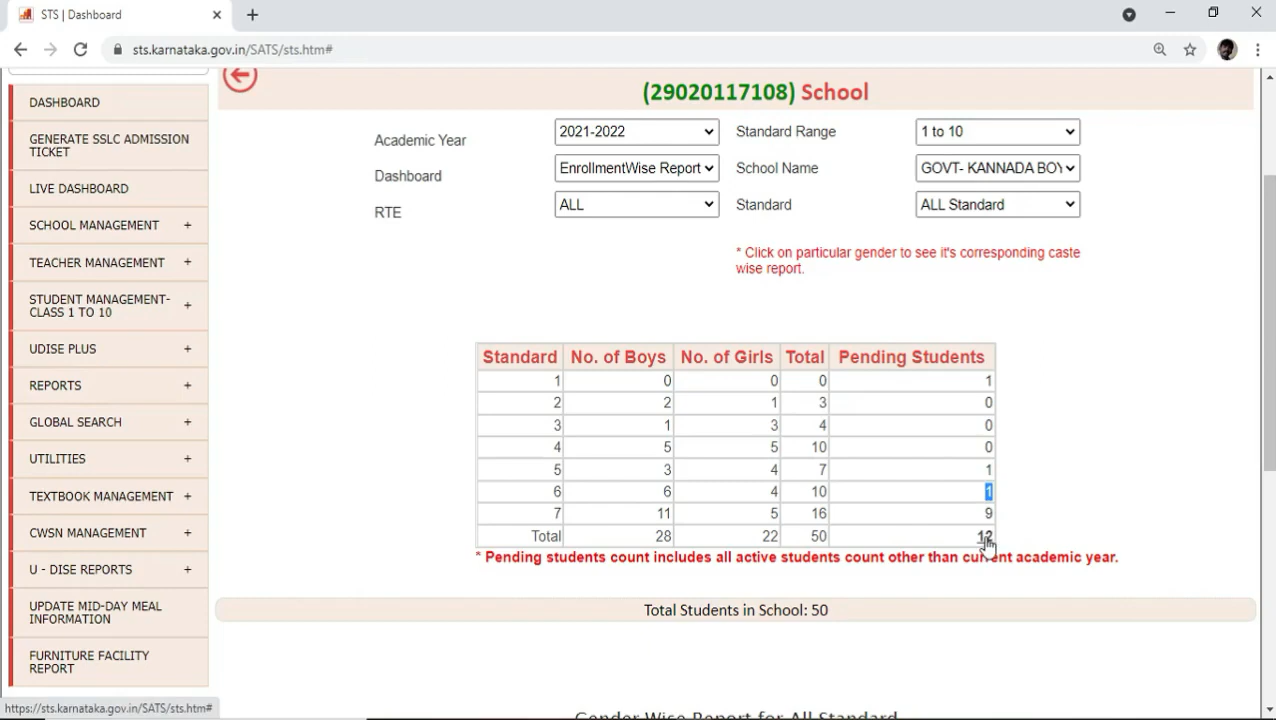 STS | Dashboard
sts.karnataka.gov.in/SATS/sts.htm#
(29020117108) School
Academic Year 2021-2022 Standard Range 1 to 10
Dashboard EnrollmentWise Report School Name GOVT- KANNADA BOY
RTE ALL Standard ALL Standard
* Click on particular gender to see it's corresponding caste
wise report.
DASHBOARD
GENERATE SSLC ADMISSION
TICKET
LIVE DASHBOARD
SCHOOL MANAGEMENT +
TEACHER MANAGEMENT +
STUDENT MANAGEMENT-
CLASS 1 TO 10 +
UDISE PLUS +
REPORTS +
GLOBAL SEARCH +
UTILITIES +
TEXTBOOK MANAGEMENT +
CWSN MANAGEMENT +
U - DISE REPORTS +
UPDATE MID-DAY MEAL
INFORMATION
FURNITURE FACILITY
REPORT
Standard No. of Boys No. of Girls Total Pending Students
1 0 0 0 1
2 2 1 3 0
3 1 3 4 0
4 5 5 10 0
5 3 4 7 1
6 6 4 10 1
7 11 5 16 9
Total 28 22 50 12
* Pending students count includes all active students count other than current academic year.
Total Students in School: 50
Gender Wise Report for All Standard
https://sts.karnataka.gov.in/SATS/sts.htm#